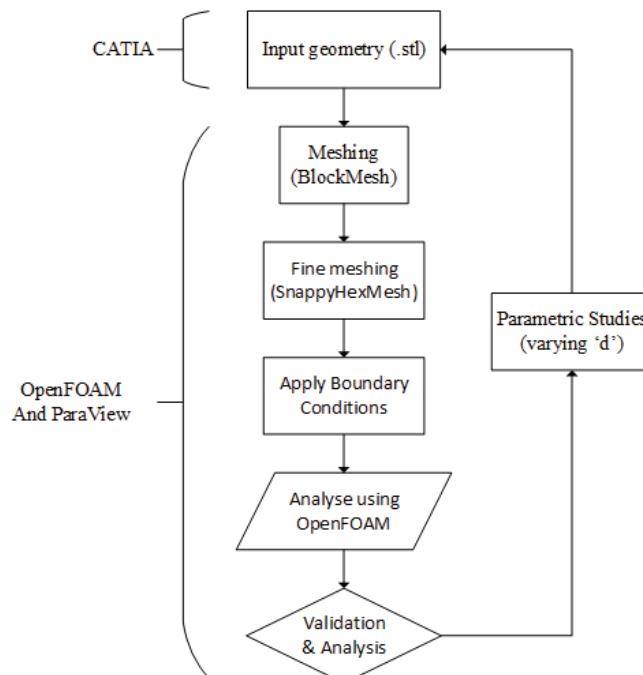 CATIA
Input geometry (.stl)
Meshing
(BlockMesh)
Fine meshing
(SnappyHexMesh)
Parametric Studies
(varying ‘d’)
Apply Boundary
Conditions
OpenFOAM
And ParaView
Analyse using
OpenFOAM
Validation
& Analysis